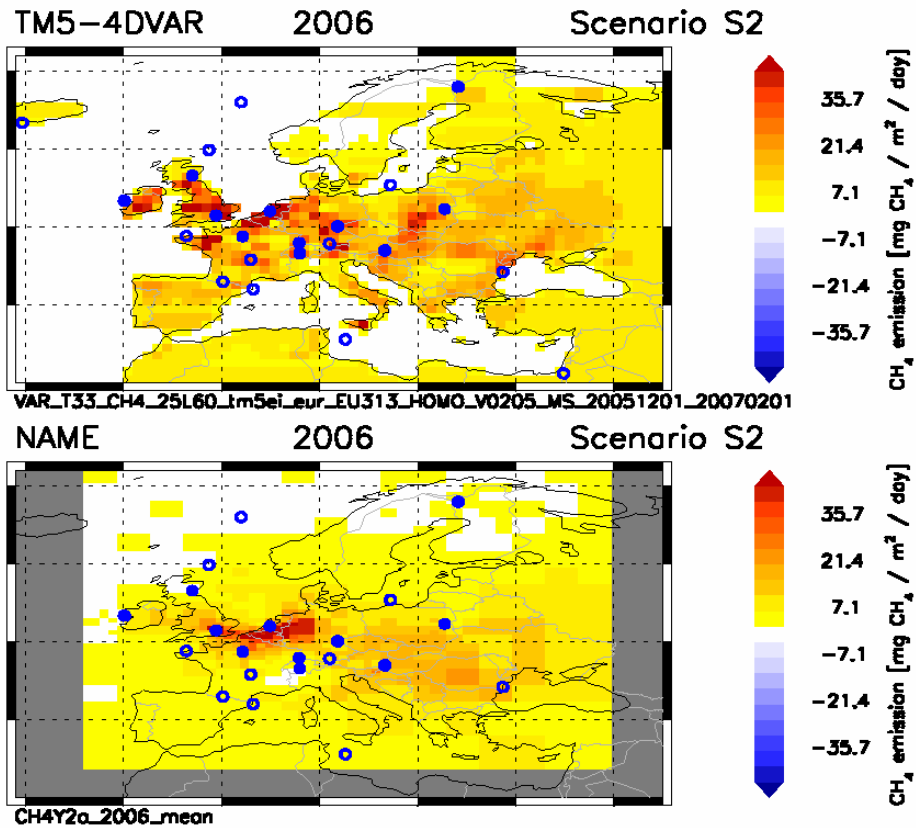 TM5-4DVAR 2006 Scenario S2
35.7
21.4
7.1
-7.1
-21.4
-35.7
CH4 emission [mg CH4 / m² / day]
VAR_T33_CH4_25L60_tm5ei_eur_EU313_HOMO_V0205_MS_20051201_20070201
NAME 2006 Scenario S2
35.7
21.4
7.1
-7.1
-21.4
-35.7
CH4 emission [mg CH4 / m² / day]
CH4Y2a_2006_mean